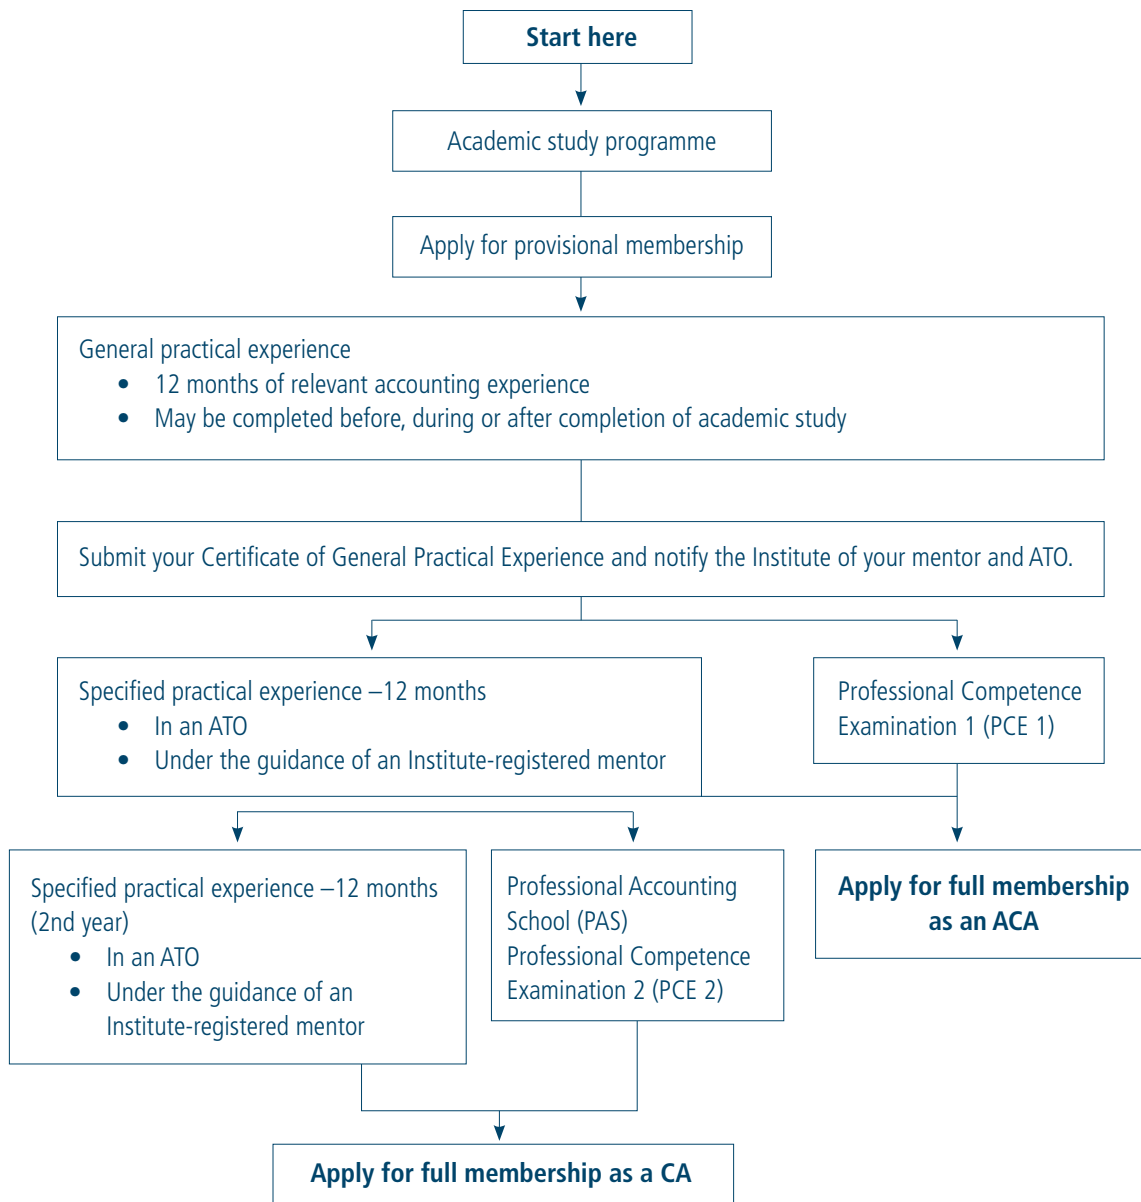 Start here
Academic study programme
Apply for provisional membership
General practical experience
• 12 months of relevant accounting experience
• May be completed before, during or after completion of academic study
Submit your Certificate of General Practical Experience and notify the Institute of your mentor and ATO.
Specified practical experience –12 months
• In an ATO
• Under the guidance of an Institute-registered mentor
Professional Competence
Examination 1 (PCE 1)
Specified practical experience –12 months
(2nd year)
• In an ATO
• Under the guidance of an
Institute-registered mentor
Professional Accounting
School (PAS)
Professional Competence
Examination 2 (PCE 2)
Apply for full membership
as an ACA
Apply for full membership as a CA